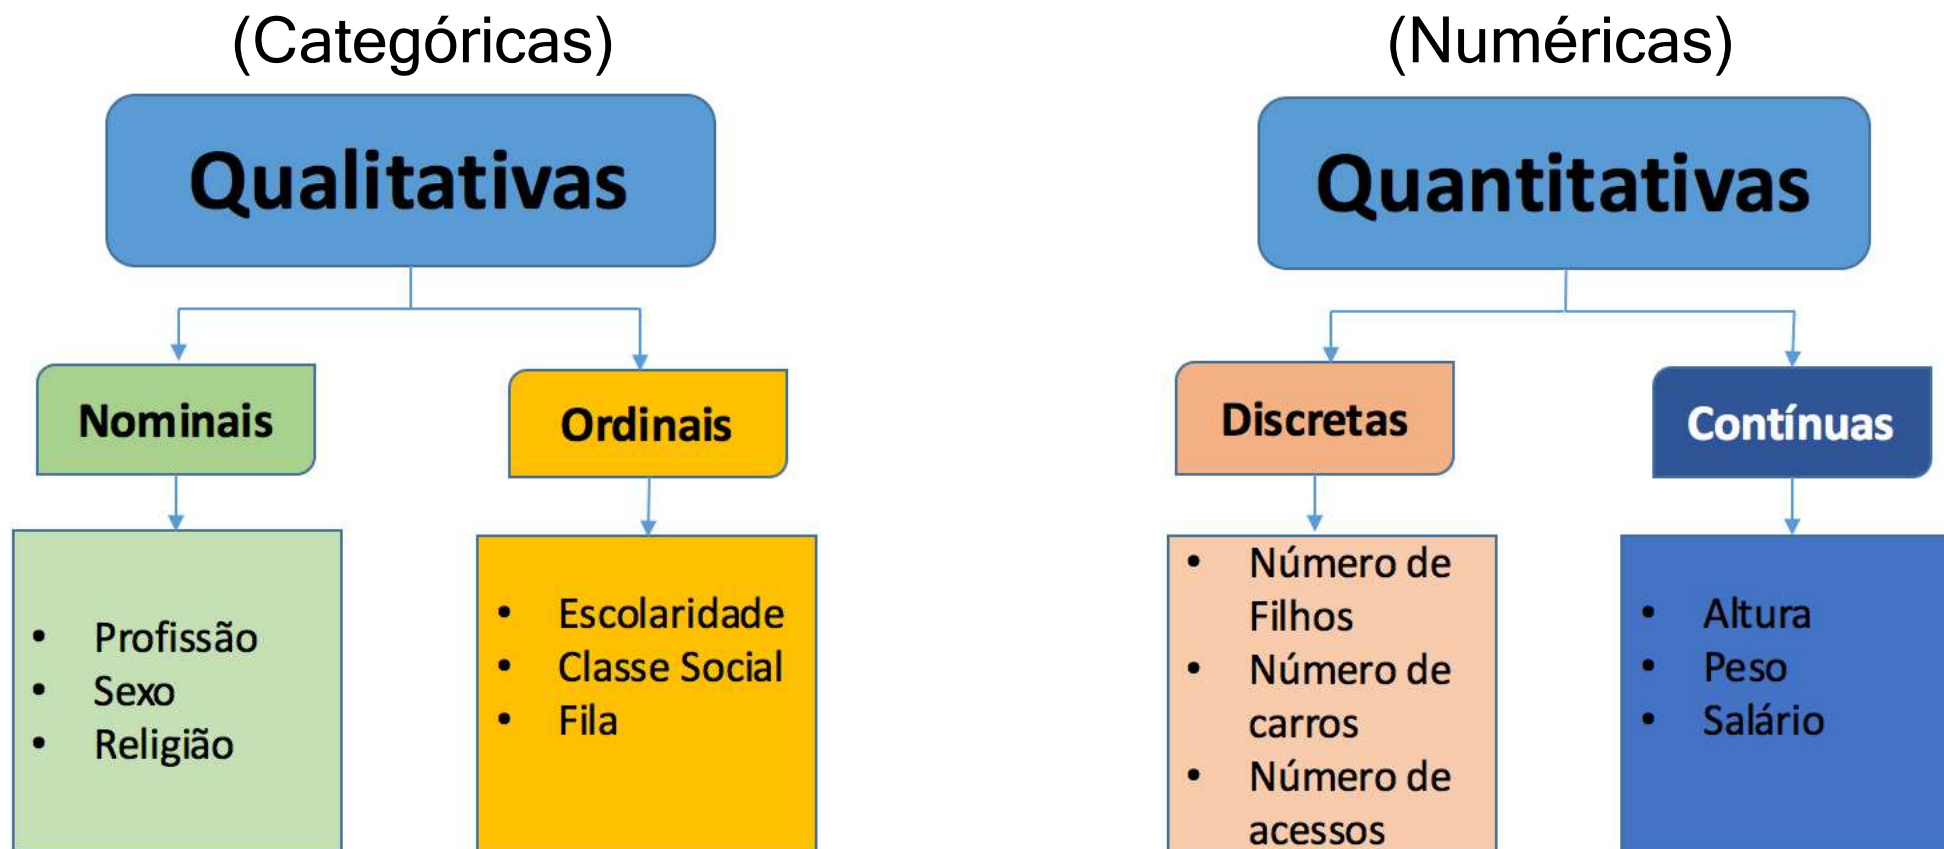 (Categóricas)
Qualitativas
Nominais
Ordinais
• Profissão
• Sexo
• Religião
• Escolaridade
• Classe Social
• Fila
(Numéricas)
Quantitativas
Discretas
Contínuas
• Número de
Filhos
• Número de
carros
• Número de
acessos
• Altura
• Peso
• Salário